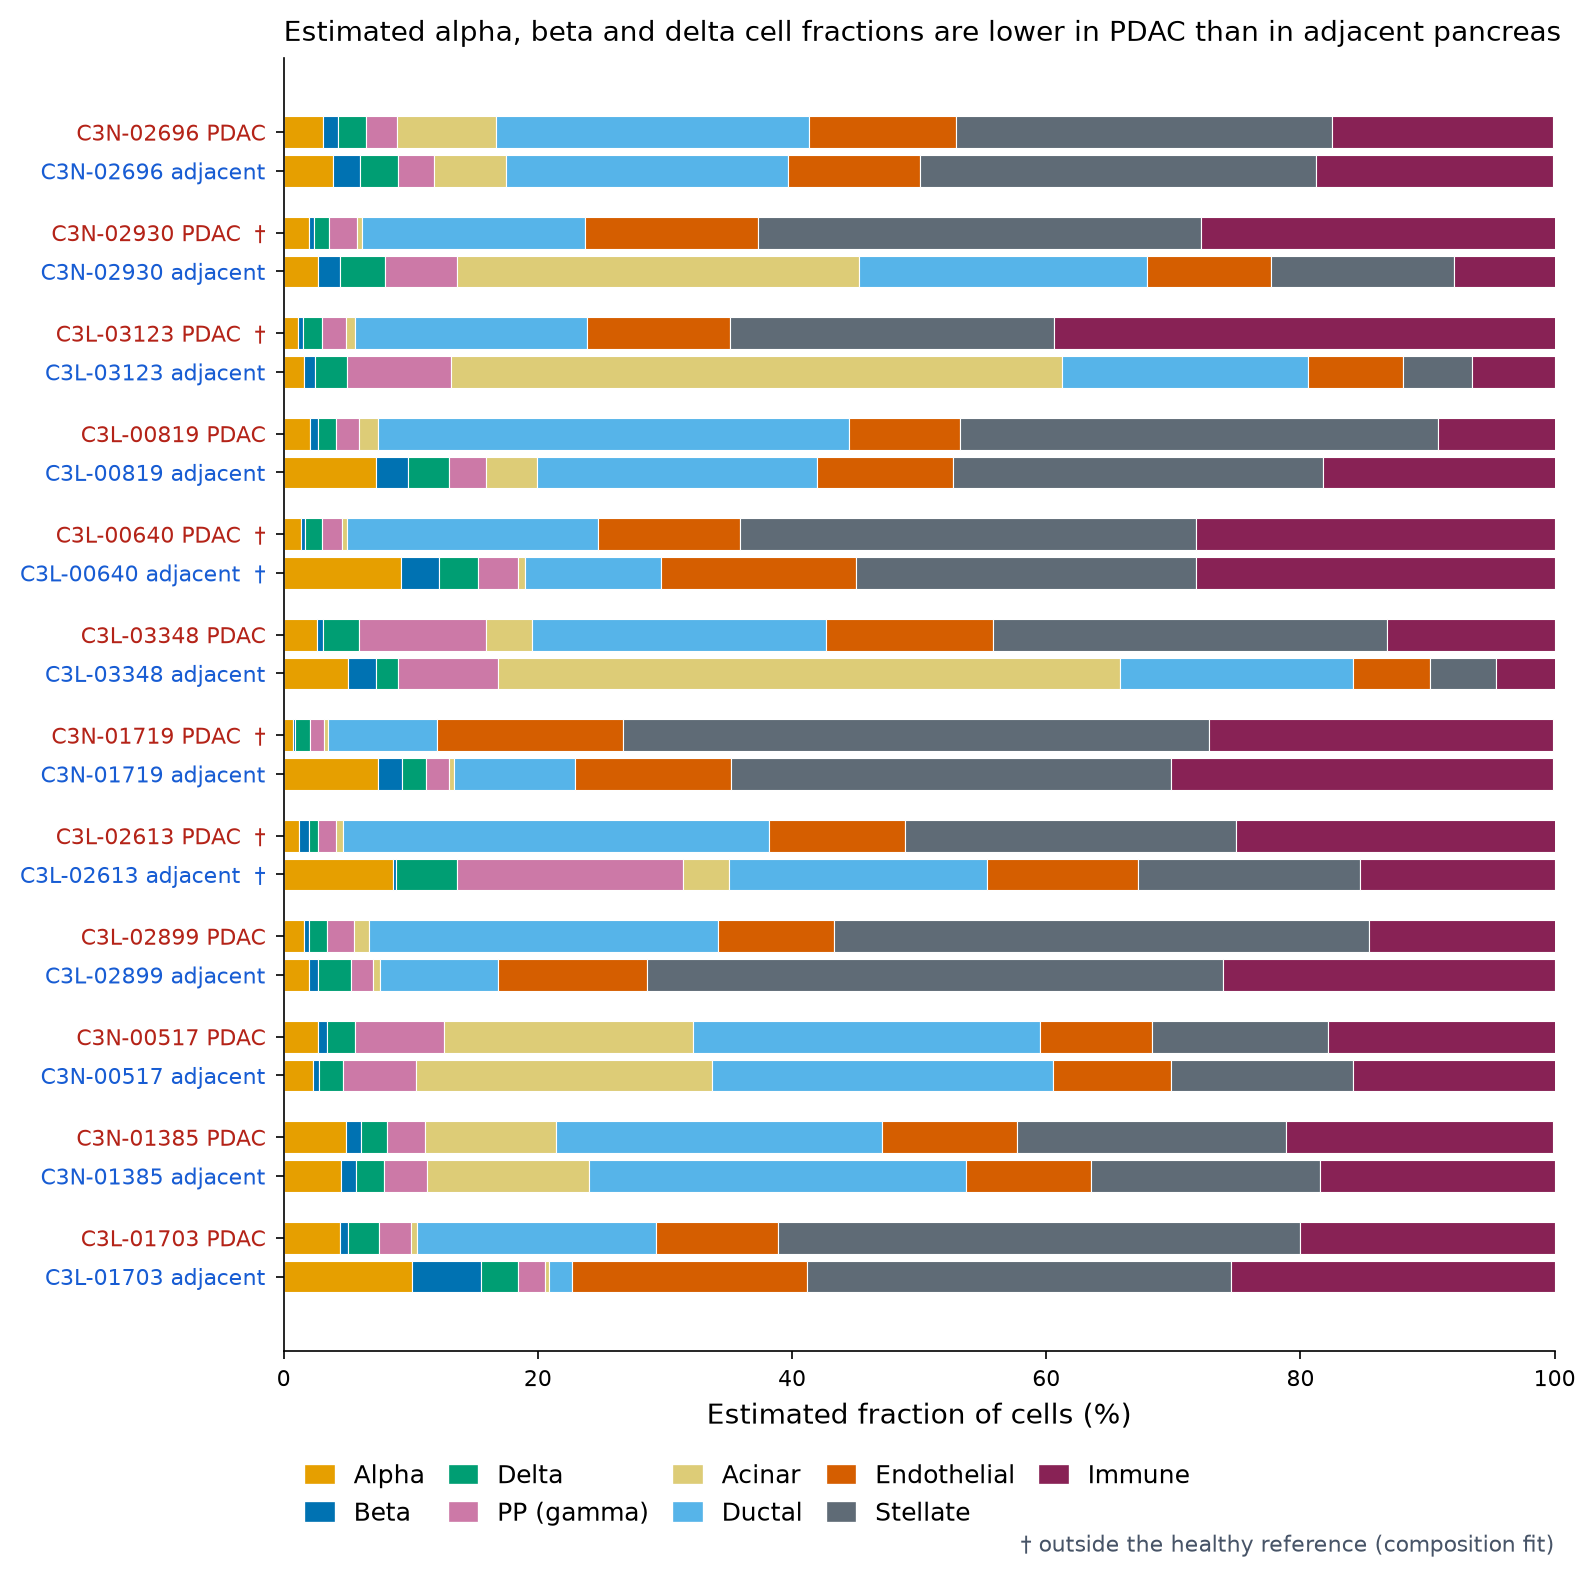 Estimated alpha, beta and delta cell fractions are lower in PDAC than in adjacent pancreas
C3N-02696 PDAC
C3N-02696 adjacent
C3N-02930 PDAC †
C3N-02930 adjacent
C3L-03123 PDAC †
C3L-03123 adjacent
C3L-00819 PDAC
C3L-00819 adjacent
C3L-00640 PDAC †
C3L-00640 adjacent †
C3L-03348 PDAC
C3L-03348 adjacent
C3N-01719 PDAC †
C3N-01719 adjacent
C3L-02613 PDAC †
C3L-02613 adjacent †
C3L-02899 PDAC
C3L-02899 adjacent
C3N-00517 PDAC
C3N-00517 adjacent
C3N-01385 PDAC
C3N-01385 adjacent
C3L-01703 PDAC
C3L-01703 adjacent
0 20 40 60 80 100
Estimated fraction of cells (%)
Alpha Delta Acinar Endothelial Immune
Beta PP (gamma) Ductal Stellate
† outside the healthy reference (composition fit)